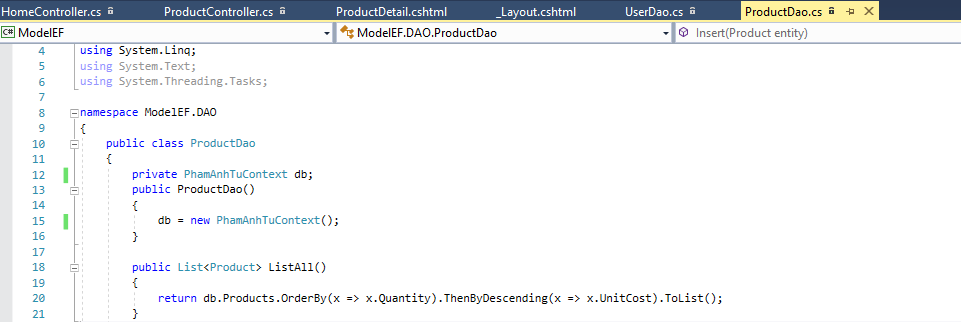 HomeController.cs ProductController.cs ProductDetail.cshtml _Layout.cshtml UserDao.cs ProductDao.cs
ModelEF ModelEF.DAO.ProductDao Insert(Product entity)
4 using System.Linq;
5 using System.Text;
6 using System.Threading.Tasks;
7
8 namespace ModelEF.DAO
9 {
10 public class ProductDao
11 {
12 private PhamAnhTuContext db;
13 public ProductDao()
14 {
15 db = new PhamAnhTuContext();
16 }
17
18 public List<Product> ListAll()
19 {
20 return db.Products.OrderBy(x => x.Quantity).ThenByDescending(x => x.UnitCost).ToList();
21 }